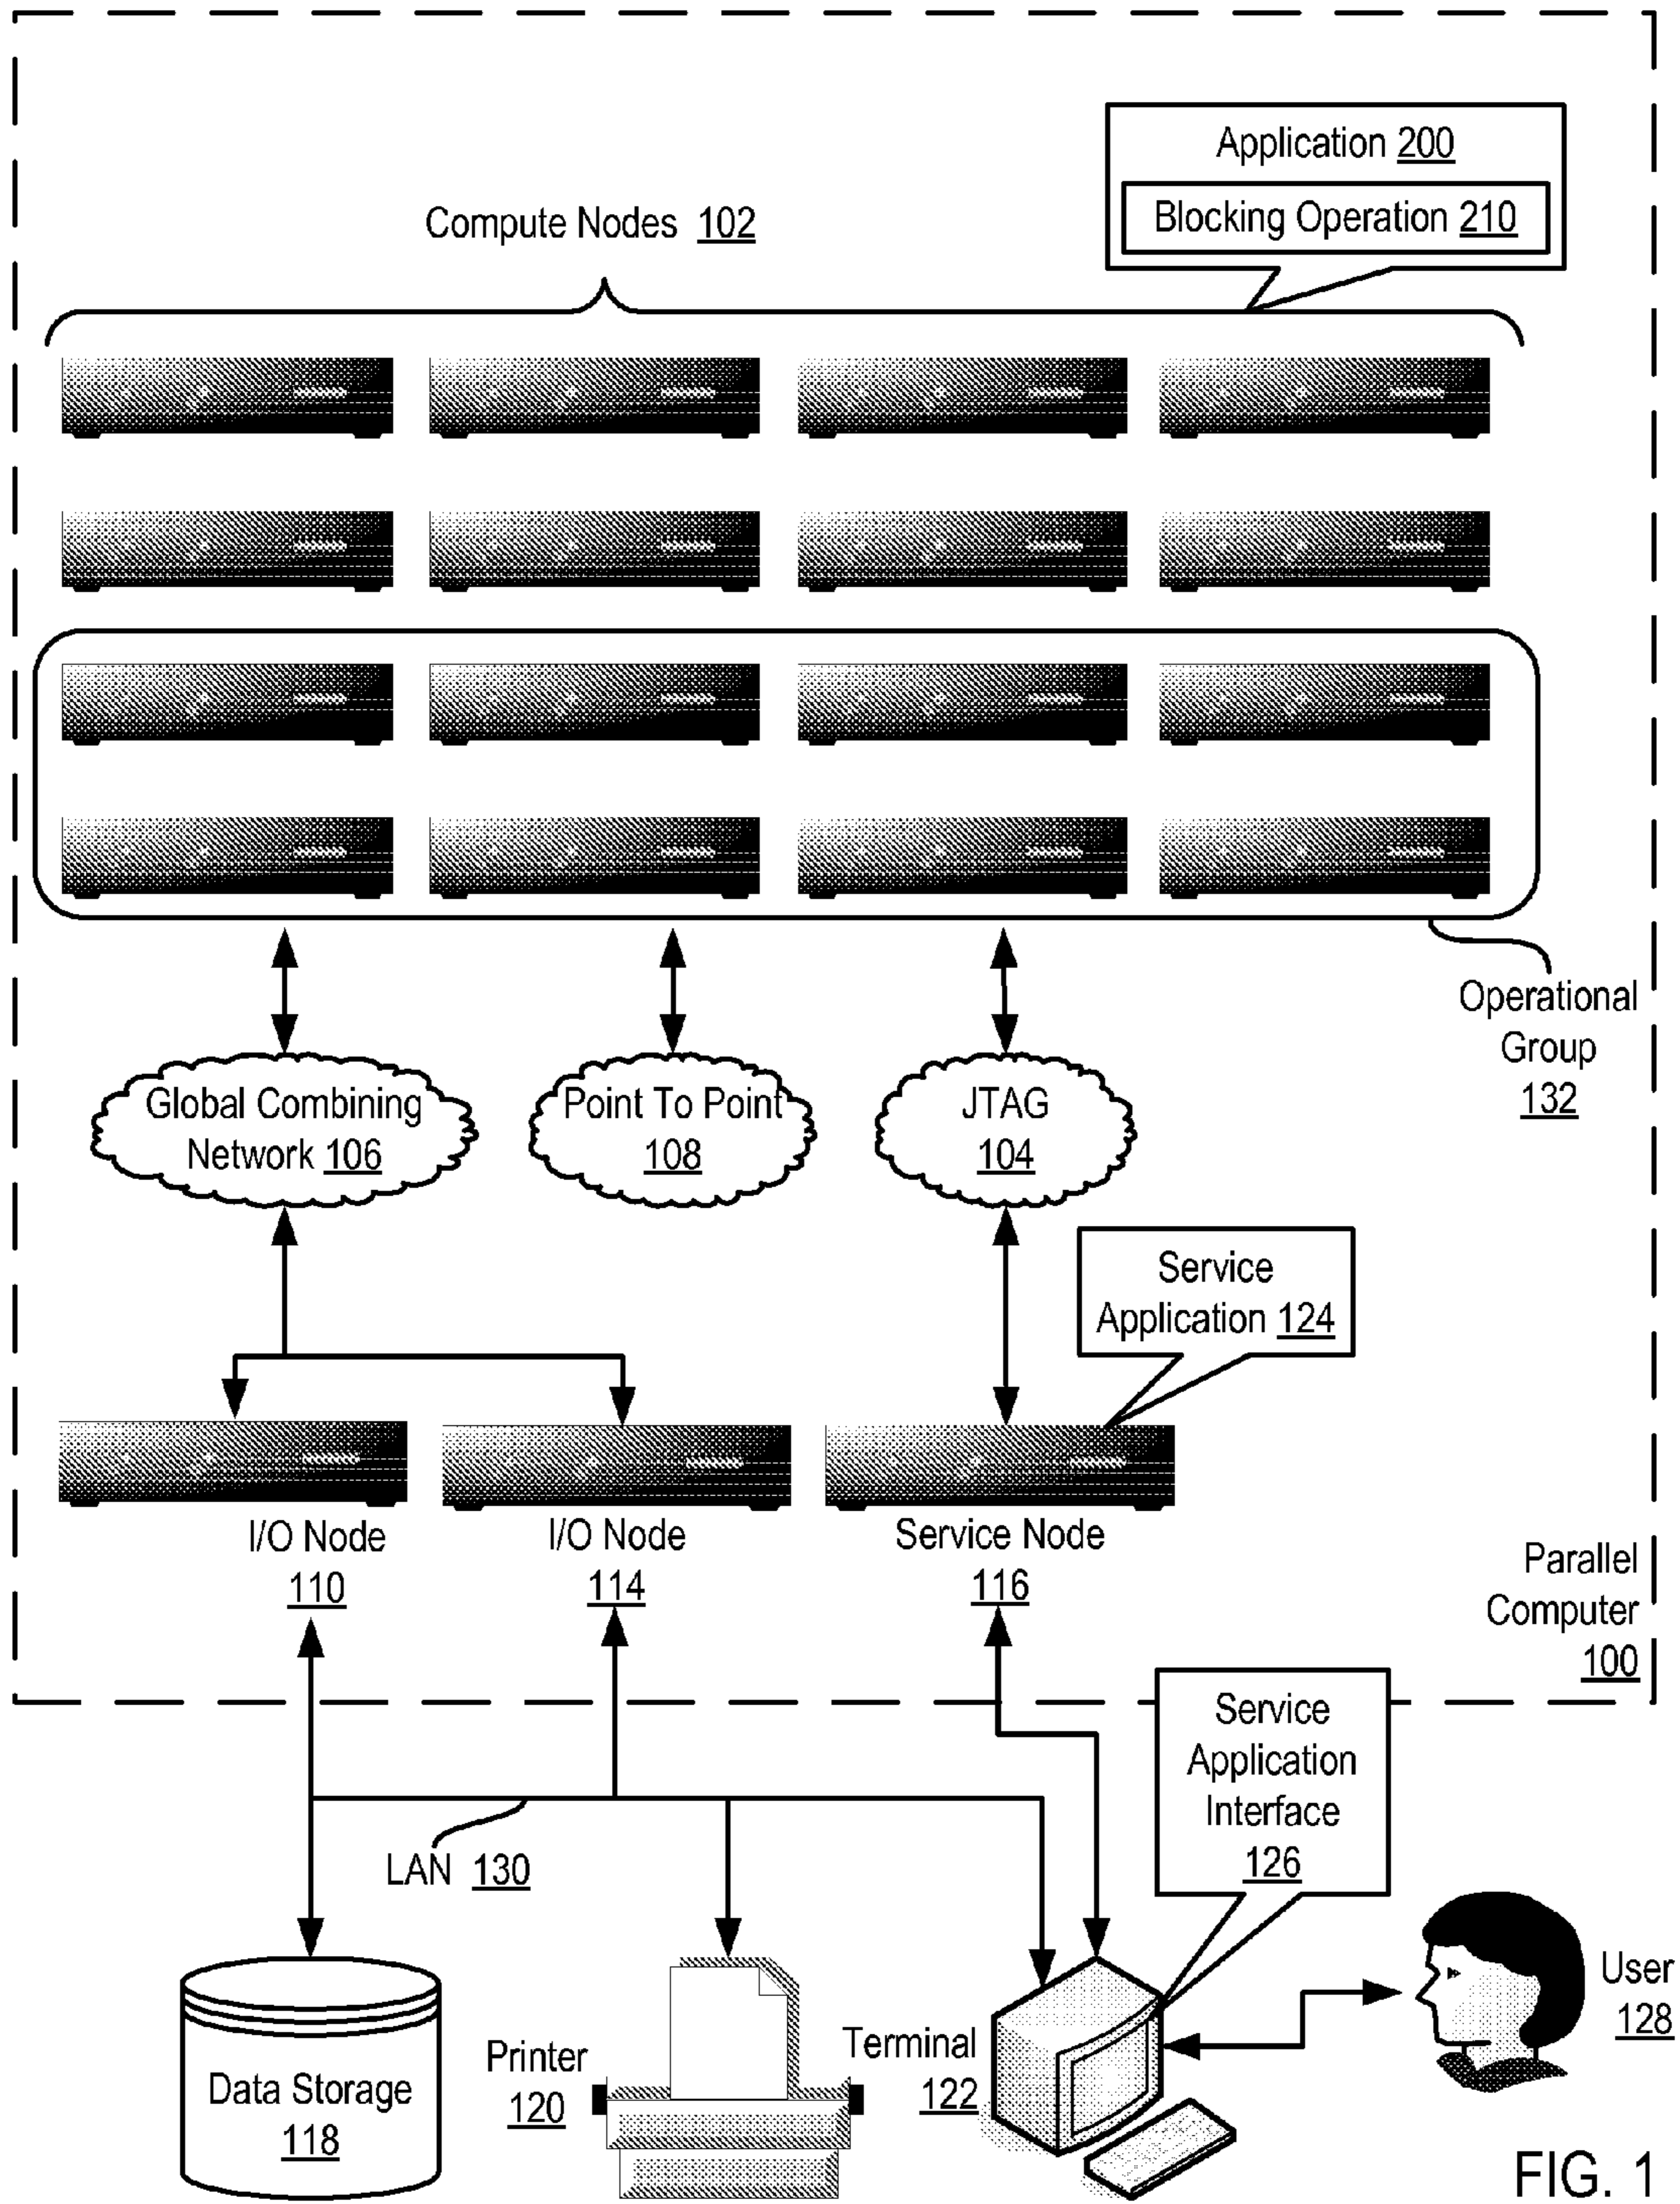 Application 200
Blocking Operation 210
Compute Nodes 102
Operational
Group
132
Global Combining
Network 106
Point To Point
108
JTAG
104
Service
Application 124
I/O Node
110
I/O Node
114
Service Node
116
Parallel
Computer
100
Service
Application
Interface
126
LAN 130
Data Storage
118
Printer
120
Terminal
122
User
128
FIG. 1